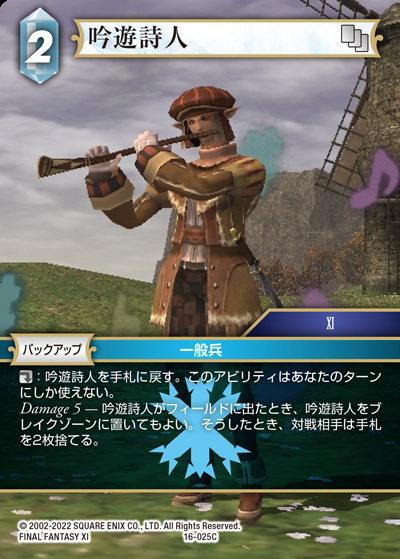 2
吟遊詩人
XI
バックアップ
一般兵
：吟遊詩人を手札に戻す。このアビリティはあなたのターン
にしか使えない。
Damage 5 — 吟遊詩人がフィールドに出たとき、吟遊詩人をブ
レイクゾーンに置いてもよい。そうしたとき、対戦相手は手札
を2枚捨てる。
© 2002-2022 SQUARE ENIX CO., LTD. All Rights Reserved.
FINAL FANTASY XI
16-025C